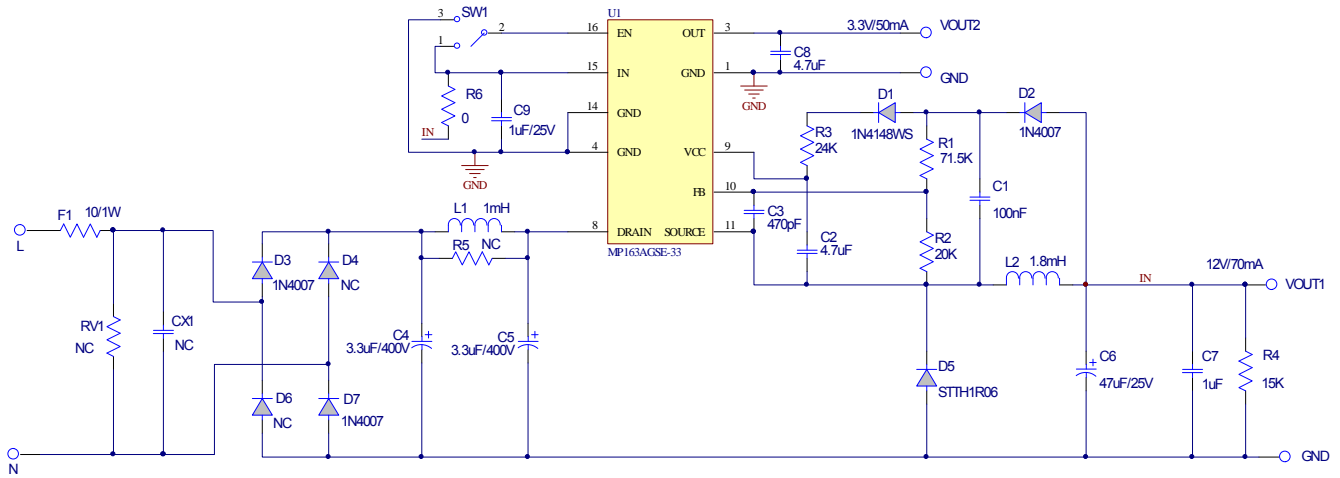 3
SW1
1
2
R6
0
IN
C9
1uF/25V
GND
U1
16
EN
15
IN
14
GND
4
GND
8
DRAIN
OUT
3
GND
1
VCC
9
FB
10
SOURCE
11
MP163AGSE-33
3.3V/50mA
VOUT2
C8
4.7uF
GND
GND
D1
1N4148WS
D2
1N4007
R3
24K
R1
71.5K
C1
100nF
C3
470pF
C2
4.7uF
R2
20K
L2
1.8mH
IN
12V/70mA
VOUT1
F1
10/1W
L
RV1
NC
CX1
NC
D3
1N4007
D4
NC
D6
NC
D7
1N4007
L1
1mH
R5
NC
C4
3.3uF/400V
C5
3.3uF/400V
D5
STTH1R06
C6
47uF/25V
C7
1uF
R4
15K
N
GND